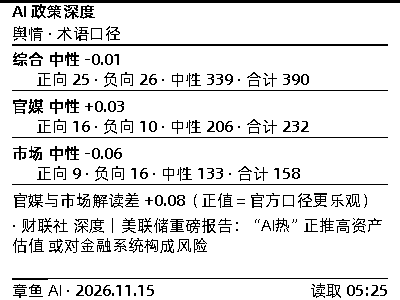 AI 政策深度
舆情 · 术语口径
综合 中性 -0.01
正向 25 · 负向 26 · 中性 339 · 合计 390
官媒 中性 +0.03
正向 16 · 负向 10 · 中性 206 · 合计 232
市场 中性 -0.06
正向 9 · 负向 16 · 中性 133 · 合计 158
官媒与市场解读差 +0.08（正值=官方口径更乐观）
· 财联社 深度｜美联储重磅报告：“AI热”正推高资产
估值 或对金融系统构成风险
章鱼 AI · 2026.11.15
读取 05:25